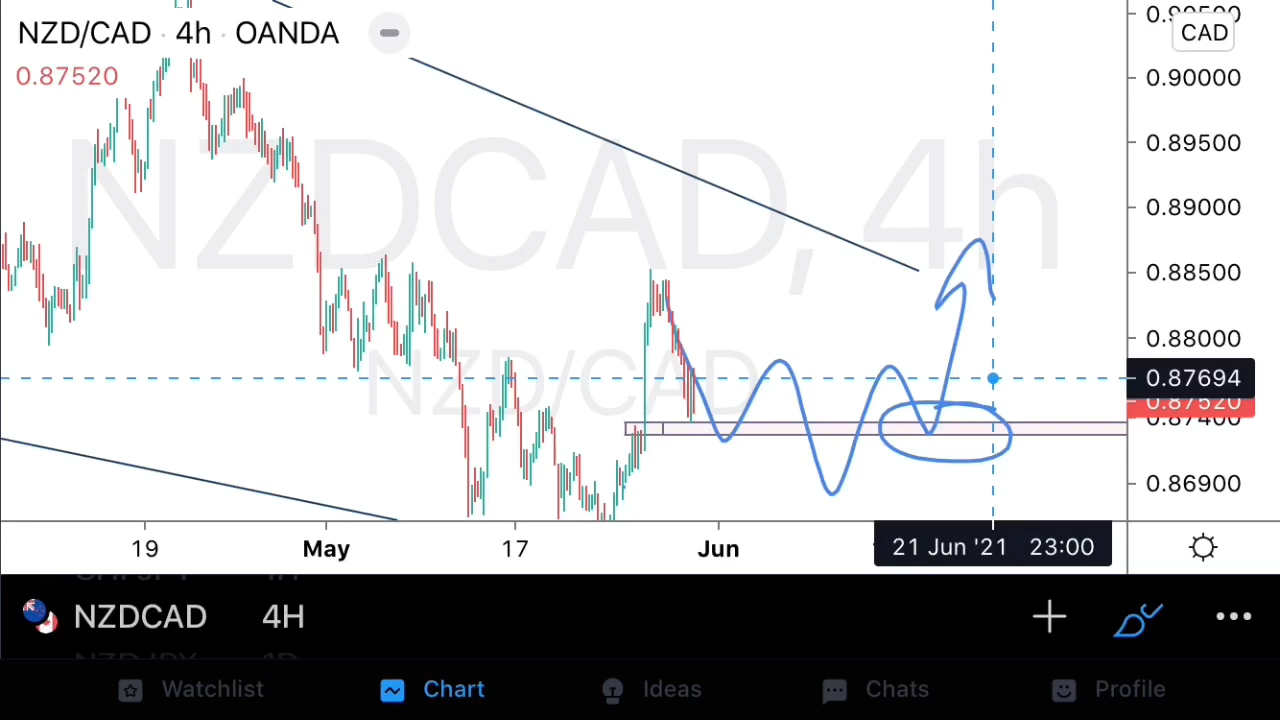 NZD/CAD · 4h · OANDA
0.87520
CAD
0.90000
0.89500
0.89000
0.88500
0.88000
0.87694
0.87520
0.87400
0.86900
NZDCAD, 4h
NZD/CAD
19 May 17 Jun 21 Jun '21 23:00
NZDCAD 4H
Watchlist Chart Ideas Chats Profile